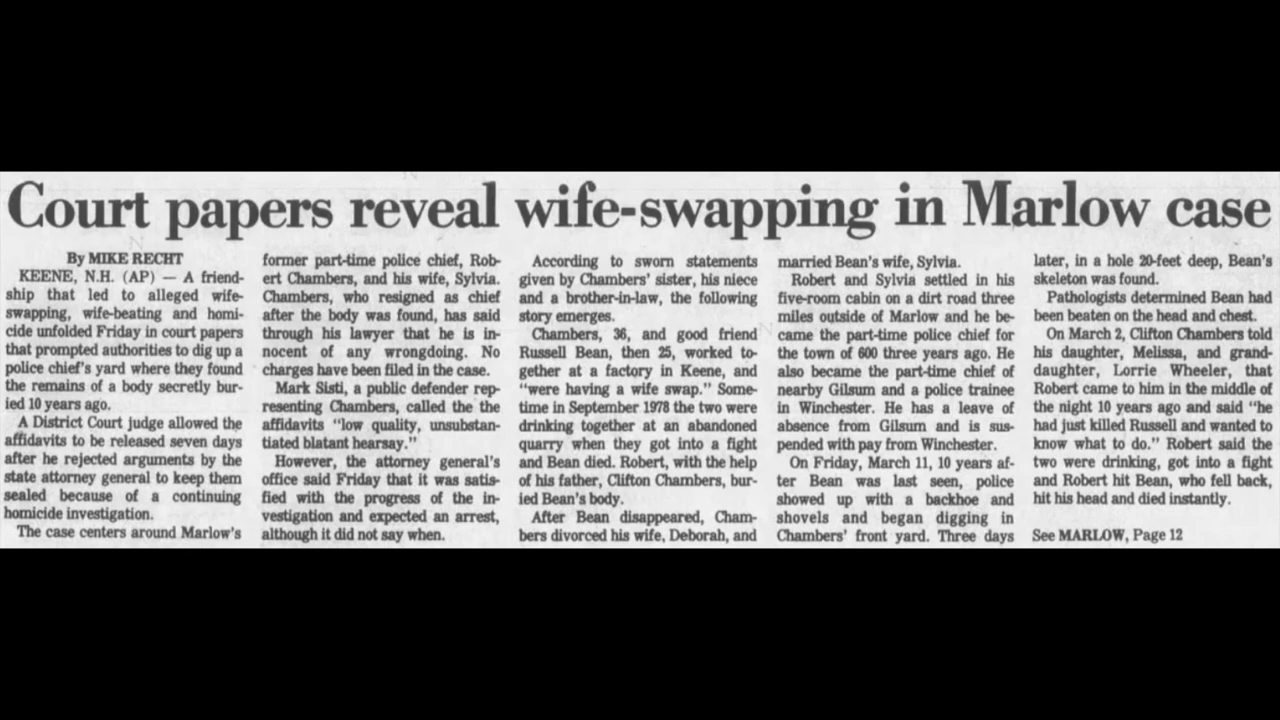 Court papers reveal wife-swapping in Marlow case
By MIKE RECHT
KEENE, N.H. (AP) — A friend-
ship that led to alleged wife-
swapping, wife-beating and homi-
cide unfolded Friday in court papers
that prompted authorities to dig up a
police chief's yard where they found
the remains of a body secretly bur-
ied 10 years ago.
A District Court judge allowed the
affidavits to be released seven days
after he rejected arguments by the
state attorney general to keep them
sealed because of a continuing
homicide investigation.
The case centers around Marlow's
former part-time police chief, Rob-
ert Chambers, and his wife, Sylvia.
Chambers, who resigned as chief
after the body was found, has said
through his lawyer that he is in-
nocent of any wrongdoing. No
charges have been filed in the case.
Mark Sisti, a public defender rep-
resenting Chambers, called the the
affidavits "low quality, unsubstan-
tiated blatant hearsay."
However, the attorney general's
office said Friday that it was satis-
fied with the progress of the in-
vestigation and expected an arrest,
although it did not say when.
According to sworn statements
given by Chambers' sister, his niece
and a brother-in-law, the following
story emerges.
Chambers, 36, and good friend
Russell Bean, then 25, worked to-
gether at a factory in Keene, and
"were having a wife swap." Some-
time in September 1978 the two were
drinking together at an abandoned
quarry when they got into a fight
and Bean died. Robert, with the help
of his father, Clifton Chambers, bur-
ied Bean's body.
After Bean disappeared, Cham-
bers divorced his wife, Deborah, and
married Bean's wife, Sylvia.
Robert and Sylvia settled in his
five-room cabin on a dirt road three
miles outside of Marlow and he be-
came the part-time police chief for
the town of 600 three years ago. He
also became the part-time chief of
nearby Gilsum and a police trainee
in Winchester. He has a leave of
absence from Gilsum and is sus-
pended with pay from Winchester.
On Friday, March 11, 10 years af-
ter Bean was last seen, police
showed up with a backhoe and
shovels and began digging in
Chambers' front yard. Three days
later, in a hole 20-feet deep, Bean's
skeleton was found.
Pathologists determined Bean had
been beaten on the head and chest.
On March 2, Clifton Chambers told
his daughter, Melissa, and grand-
daughter, Lorrie Wheeler, that
Robert came to him in the middle of
the night 10 years ago and said "he
had just killed Russell and wanted to
know what to do." Robert said the
two were drinking, got into a fight
and Robert hit Bean, who fell back,
hit his head and died instantly.
See MARLOW, Page 12